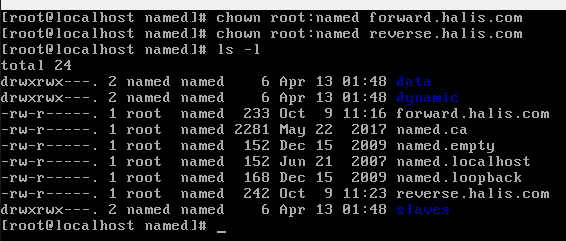 [root@localhost named]# chown root:named forward.halis.com
[root@localhost named]# chown root:named reverse.halis.com
[root@localhost named]# ls -l
total 24
drwxrwx---. 2 named named    6 Apr 13 01:48 data
drwxrwx---. 2 named named    6 Apr 13 01:48 dynamic
-rw-r-----. 1 root  named  233 Oct  9 11:16 forward.halis.com
-rw-r-----. 1 root  named 2281 May 22  2017 named.ca
-rw-r-----. 1 root  named  152 Dec 15  2009 named.empty
-rw-r-----. 1 root  named  152 Jun 21  2007 named.localhost
-rw-r-----. 1 root  named  168 Dec 15  2009 named.loopback
-rw-r-----. 1 root  named  242 Oct  9 11:23 reverse.halis.com
drwxrwx---. 2 named named    6 Apr 13 01:48 slaves
[root@localhost named]# _